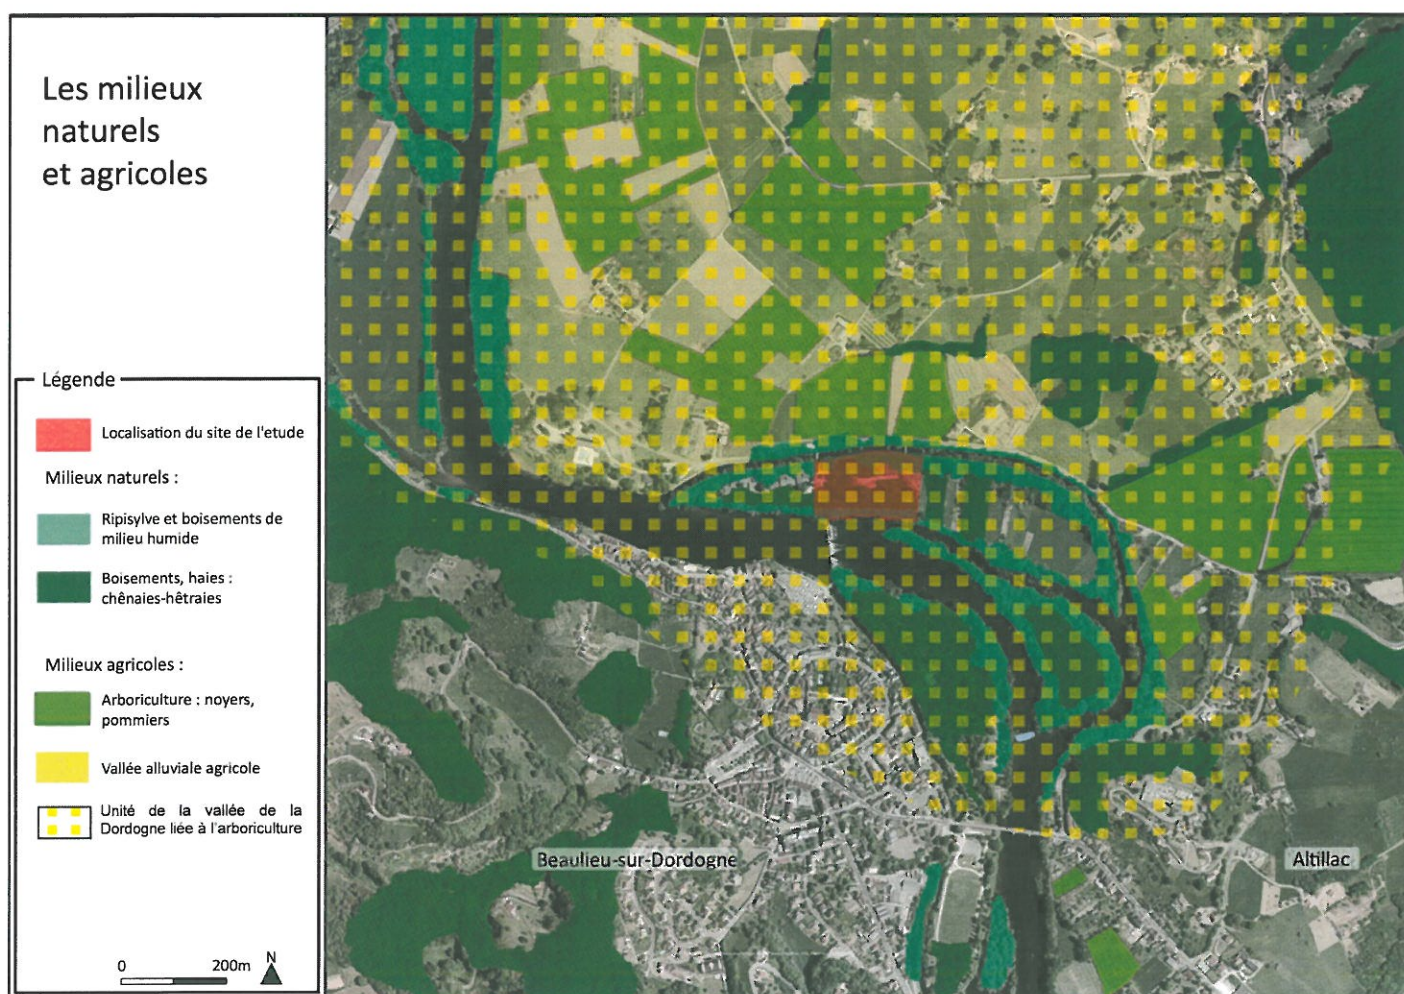 Les milieux
naturels
et agricoles
Légende
Localisation du site de l'etude
Milieux naturels :
Ripisylve et boisements de
milieu humide
Boisements, haies :
chênaies-hêtraies
Milieux agricoles :
Arboriculture : noyers,
pommiers
Vallée alluviale agricole
Unité de la vallée de la
Dordogne liée à l'arboriculture
0 200m N
Beaulieu-sur-Dordogne
Altillac